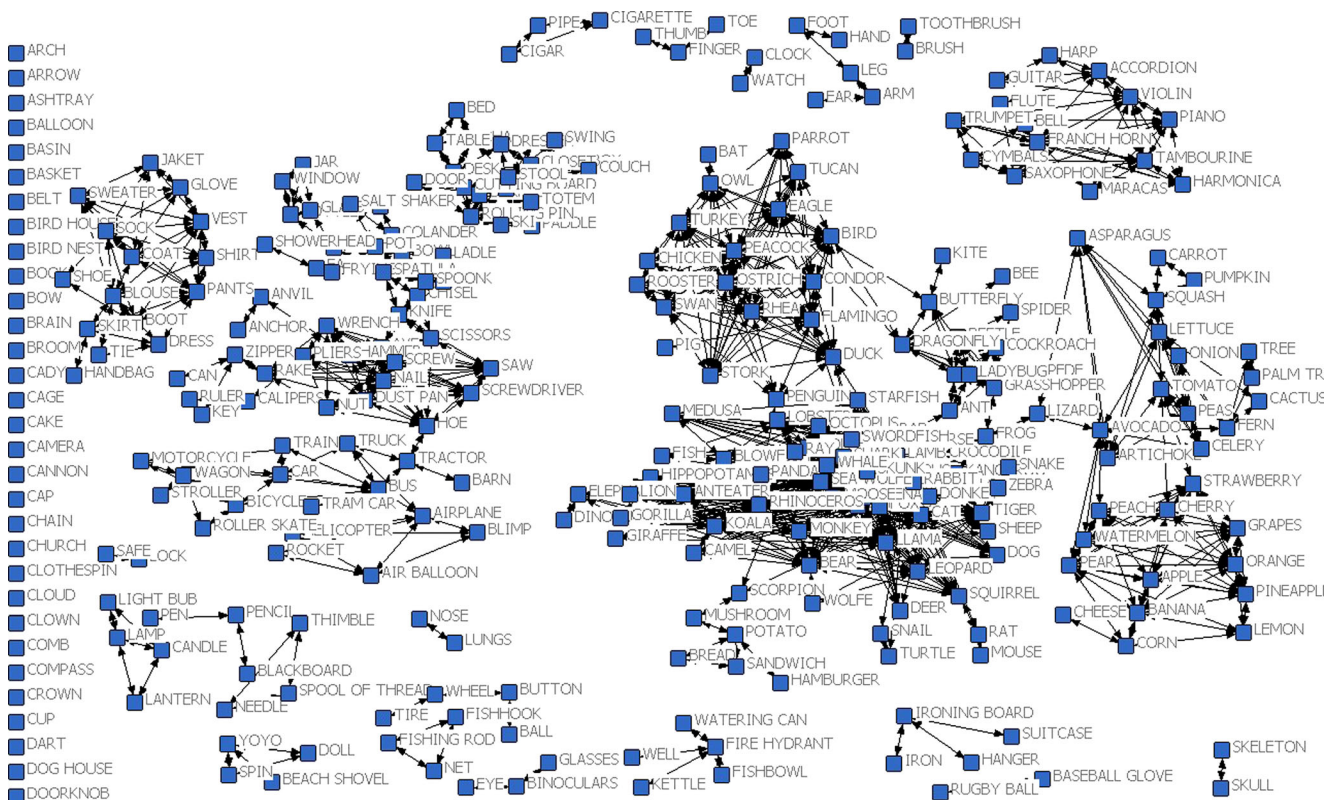 ARCH
ARROW
ASHTRAY
BALLOON
BASIN
BASKET
BELT
BIRD HOUSE
BIRD NEST
BOCK
BOW
BRAIN
BROOM
CADY
CAGE
CAKE
CAMERA
CANNON
CAP
CHAIN
CHURCH
CLOTHESPIN
CLOUD
CLOWN
COMB
COMPASS
CROWN
CUP
DART
DOG HOUSE
DOORKNOB
PIPE
CIGARETTE
CIGAR
TOE
THUMB
FINGER
CLOCK
WATCH
FOOT
HAND
LEG
EAR
ARM
TOOTHBRUSH
BRUSH
HARP
ACCORDION
GUITAR
VIOLIN
FLUTE
PIANO
TRUMPET
BELL
FRANCH HORN
CYMBALS
TAMBOURINE
SAXOPHONE
MARACAS
HARMONICA
JAKET
SWEATER
GLOVE
VEST
SOCK
COAT
SHIRT
SHOE
BLOUSE
PANTS
SKIRT
BOOT
DRESS
TIE
HANDBAG
JAR
WINDOW
SALT SHAKER
SHOWERHEAD
POT
COLANDER
LADLE
SPATULA
SPOON
CHISEL
KNIFE
SCISSORS
BED
TABLE
DESK
SWING
STOOL
COUCH
DOOR
CUTTING BOARD
TOTEM
ROLLING PIN
PADDLE
ANVIL
ANCHOR
WRENCH
ZIPPER
PLIERS
HAMMER
SCREW
SAW
RAKE
NAIL
CAN
RULER
KEY
CALIPERS
NUT
DUST PAN
SCREWDRIVER
HOE
TRAIN
TRUCK
TRACTOR
MOTORCYCLE
WAGON
CAR
BUS
BARN
STROLLER
BICYCLE
TRAM CAR
AIRPLANE
ROLLER SKATE
BLIMP
ROCKET
AIR BALLOON
SAFE
LIGHT BUB
PEN
PENCIL
THIMBLE
LAMP
CANDLE
BLACKBOARD
LANTERN
NEEDLE
SPOOL OF THREAD
NOSE
LUNGS
WHEEL
BUTTON
TIRE
FISHHOOK
BALL
FISHING ROD
NET
YOYO
DOLL
SPIN
BEACH SHOVEL
EYE
GLASSES
BINOCULARS
PARROT
BAT
TUCAN
OWL
EAGLE
TURKEY
BIRD
PEACOCK
CHICKEN
ROOSTER
OSTRICH
CONDOR
SWAN
RHEA
FLAMINGO
PIG
DUCK
STORK
PENGUIN
STARFISH
MEDUSA
LOBSTER
OCTOPUS
SWORDFISH
FISH
WHALE
PANDA
ANTEATER
LION
RHINOCEROS
RABBIT
GORILLA
GIRAFFE
KOALA
MONKEY
CAMEL
LLAMA
CAT
FOX
TIGER
SHEEP
DOG
BEAR
LEOPARD
SCORPION
WOLFE
DEER
SQUIRREL
SNAIL
RAT
TURTLE
MOUSE
KITE
BEE
BUTTERFLY
SPIDER
DRAGONFLY
COCKROACH
LADYBUG
GRASSHOPPER
ANT
LIZARD
FROG
CROCODILE
SNAKE
ZEBRA
ASPARAGUS
CARROT
PUMPKIN
SQUASH
LETTUCE
ONION
TREE
TOMATO
CACTUS
PEAS
AVOCADO
FERN
CELERY
STRAWBERRY
PEACH
CHERRY
GRAPES
WATERMELON
PEAR
ORANGE
APPLE
PINEAPPLE
CHEESE
BANANA
CORN
LEMON
MUSHROOM
POTATO
BREAD
SANDWICH
HAMBURGER
WATERING CAN
WELL
FIRE HYDRANT
KETTLE
FISHBOWL
IRONING BOARD
SUITCASE
IRON
HANGER
RUGBY BALL
BASEBALL GLOVE
SKELETON
SKULL